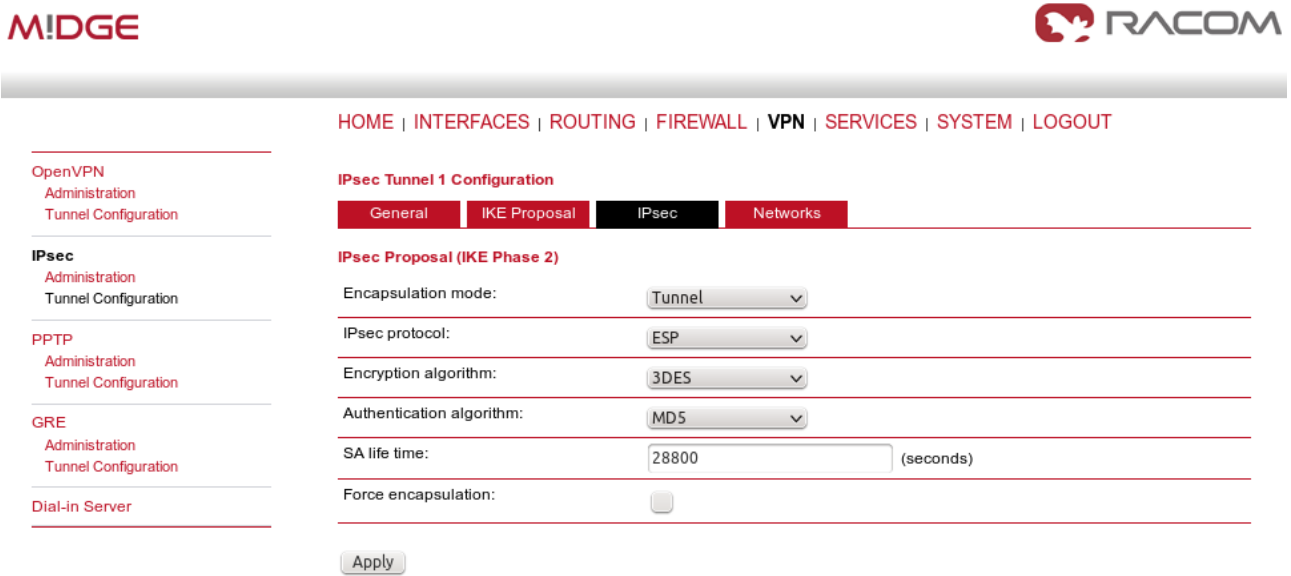 M!DGE
RACOM
HOME | INTERFACES | ROUTING | FIREWALL | VPN | SERVICES | SYSTEM | LOGOUT
OpenVPN
Administration
Tunnel Configuration
IPsec
Administration
Tunnel Configuration
PPTP
Administration
Tunnel Configuration
GRE
Administration
Tunnel Configuration
Dial-in Server
IPsec Tunnel 1 Configuration
General IKE Proposal IPsec Networks
IPsec Proposal (IKE Phase 2)
Encapsulation mode: Tunnel
IPsec protocol: ESP
Encryption algorithm: 3DES
Authentication algorithm: MD5
SA life time: 28800 (seconds)
Force encapsulation:
Apply